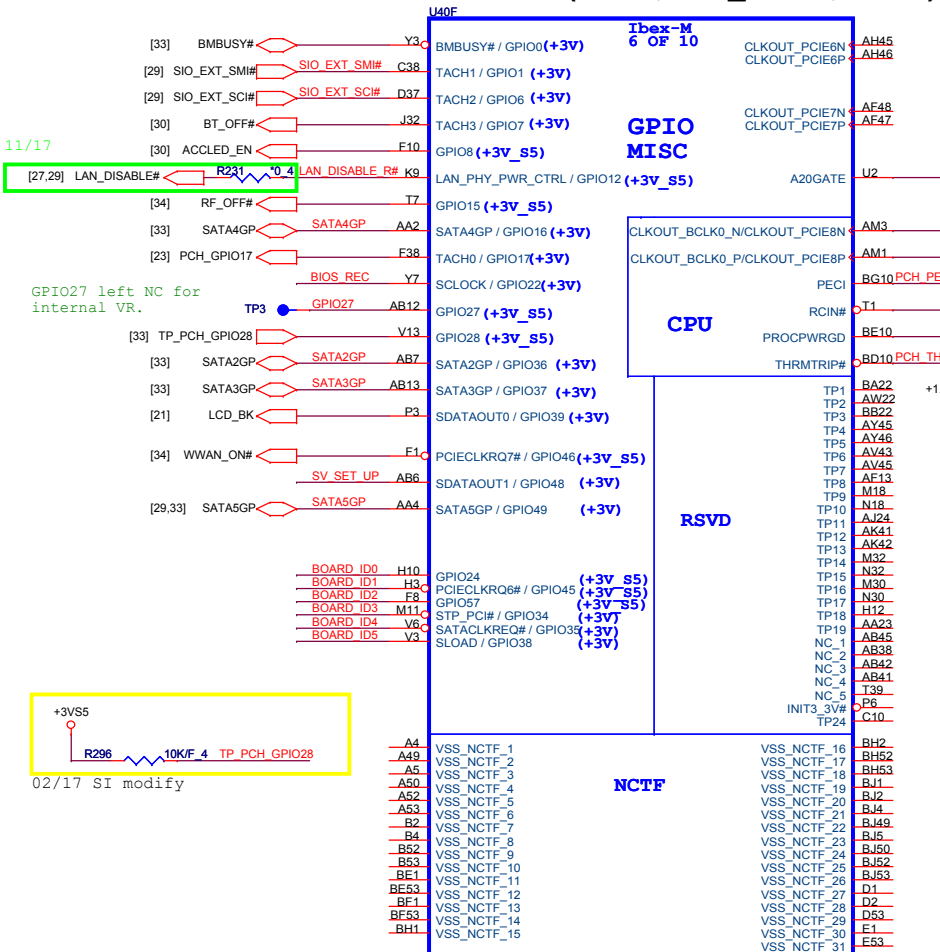 U40F
Ibex-M
6 OF 10
[33] BMBUSY# Y3 BMBUSY# / GPIO0 (+3V) CLKOUT_PCIE6N AH45
CLKOUT_PCIE6P AH46
[29] SIO_EXT_SMI# SIO_EXT_SMI# C38 TACH1 / GPIO1 (+3V)
[29] SIO_EXT_SCI# SIO_EXT_SCI# D37 TACH2 / GPIO6 (+3V)
CLKOUT_PCIE7N AF48
CLKOUT_PCIE7P AF47
[30] BT_OFF# J32 TACH3 / GPIO7 (+3V)
GPIO
MISC
11/17
[30] ACCLED_EN F10 GPIO8 (+3V_S5)
[27,29] LAN_DISABLE# R231 *0_4 LAN_DISABLE_R# K9 LAN_PHY_PWR_CTRL / GPIO12 (+3V_S5) A20GATE U2
[34] RF_OFF# T7 GPIO15 (+3V_S5)
[33] SATA4GP SATA4GP AA2 SATA4GP / GPIO16 (+3V) CLKOUT_BCLK0_N/CLKOUT_PCIE8N AM3
[23] PCH_GPIO17 F38 TACH0 / GPIO17 (+3V) CLKOUT_BCLK0_P/CLKOUT_PCIE8P AM1
BIOS_REC Y7 SCLOCK / GPIO22 (+3V) PECI BG10 PCH_PE
GPIO27 left NC for
internal VR.
TP3 GPIO27 AB12 GPIO27 (+3V_S5) RCIN# T1
CPU
[33] TP_PCH_GPIO28 V13 GPIO28 (+3V_S5) PROCPWRGD BE10
[33] SATA2GP SATA2GP AB7 SATA2GP / GPIO36 (+3V) THRMTRIP# BD10 PCH_TH
[33] SATA3GP SATA3GP AB13 SATA3GP / GPIO37 (+3V) TP1 BA22 +1
TP2 AW22
[21] LCD_BK P3 SDATAOUT0 / GPIO39 (+3V) TP3 BB22
TP4 AY45
TP5 AY46
[34] WWAN_ON# F1 PCIECLKRQ7# / GPIO46 (+3V_S5) TP6 AV43
TP7 AV45
SV_SET_UP AB6 SDATAOUT1 / GPIO48 (+3V) TP8 AF13
TP9 M18
[29,33] SATA5GP SATA5GP AA4 SATA5GP / GPIO49 (+3V) TP10 N18
RSVD
TP11 AJ24
TP12 AK41
TP13 AK42
TP14 M32
BOARD_ID0 H10 GPIO24 (+3V_S5) TP15 N32
BOARD_ID1 H3 PCIECLKRQ6# / GPIO45 (+3V_S5) TP16 M30
BOARD_ID2 F8 GPIO57 (+3V_S5) TP17 N30
BOARD_ID3 M11 STP_PCI# / GPIO34 (+3V) TP18 H12
BOARD_ID4 V6 SATACLKREQ# / GPIO35 (+3V) TP19 AA23
BOARD_ID5 V3 SLOAD / GPIO38 (+3V) NC_1 AB45
NC_2 AB38
NC_3 AB42
NC_4 AB41
NC_5 T39
INIT3_3V# P6
TP24 C10
+3VS5
R296 10K/F_4 TP_PCH_GPIO28
02/17 SI modify
NCTF
A4 VSS_NCTF_1 VSS_NCTF_16 BH2
A49 VSS_NCTF_2 VSS_NCTF_17 BH52
A5 VSS_NCTF_3 VSS_NCTF_18 BH53
A50 VSS_NCTF_4 VSS_NCTF_19 BJ1
A52 VSS_NCTF_5 VSS_NCTF_20 BJ2
A53 VSS_NCTF_6 VSS_NCTF_21 BJ4
B2 VSS_NCTF_7 VSS_NCTF_22 BJ49
B4 VSS_NCTF_8 VSS_NCTF_23 BJ5
B52 VSS_NCTF_9 VSS_NCTF_24 BJ50
B53 VSS_NCTF_10 VSS_NCTF_25 BJ52
BE1 VSS_NCTF_11 VSS_NCTF_26 BJ53
BE53 VSS_NCTF_12 VSS_NCTF_27 D1
BF1 VSS_NCTF_13 VSS_NCTF_28 D2
BF53 VSS_NCTF_14 VSS_NCTF_29 D53
BH1 VSS_NCTF_15 VSS_NCTF_30 E1
VSS_NCTF_31 E53